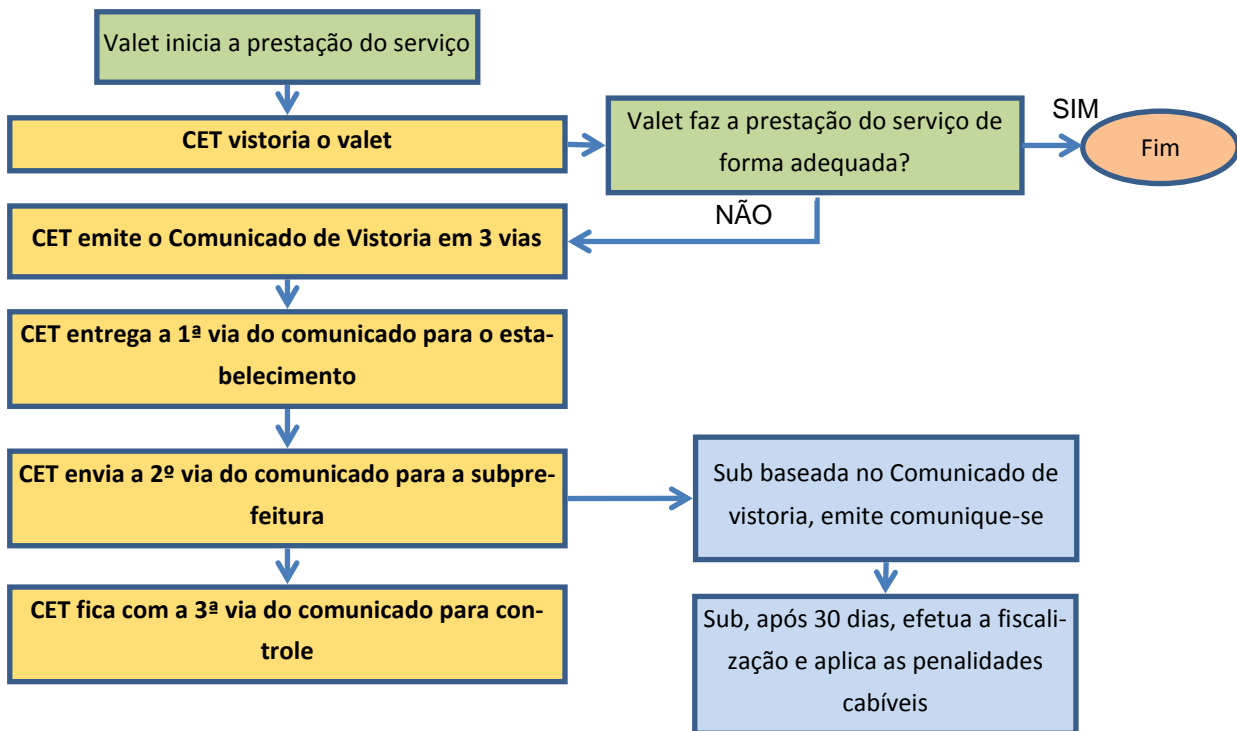 Valet inicia a prestação do serviço
CET vistoria o valet
Valet faz a prestação do serviço de
forma adequada?
SIM
Fim
NÃO
CET emite o Comunicado de Vistoria em 3 vias
CET entrega a 1ª via do comunicado para o esta-
belecimento
CET envia a 2º via do comunicado para a subpre-
feitura
Sub baseada no Comunicado de
vistoria, emite comunique-se
CET fica com a 3ª via do comunicado para con-
trole
Sub, após 30 dias, efetua a fiscali-
zação e aplica as penalidades
cabíveis